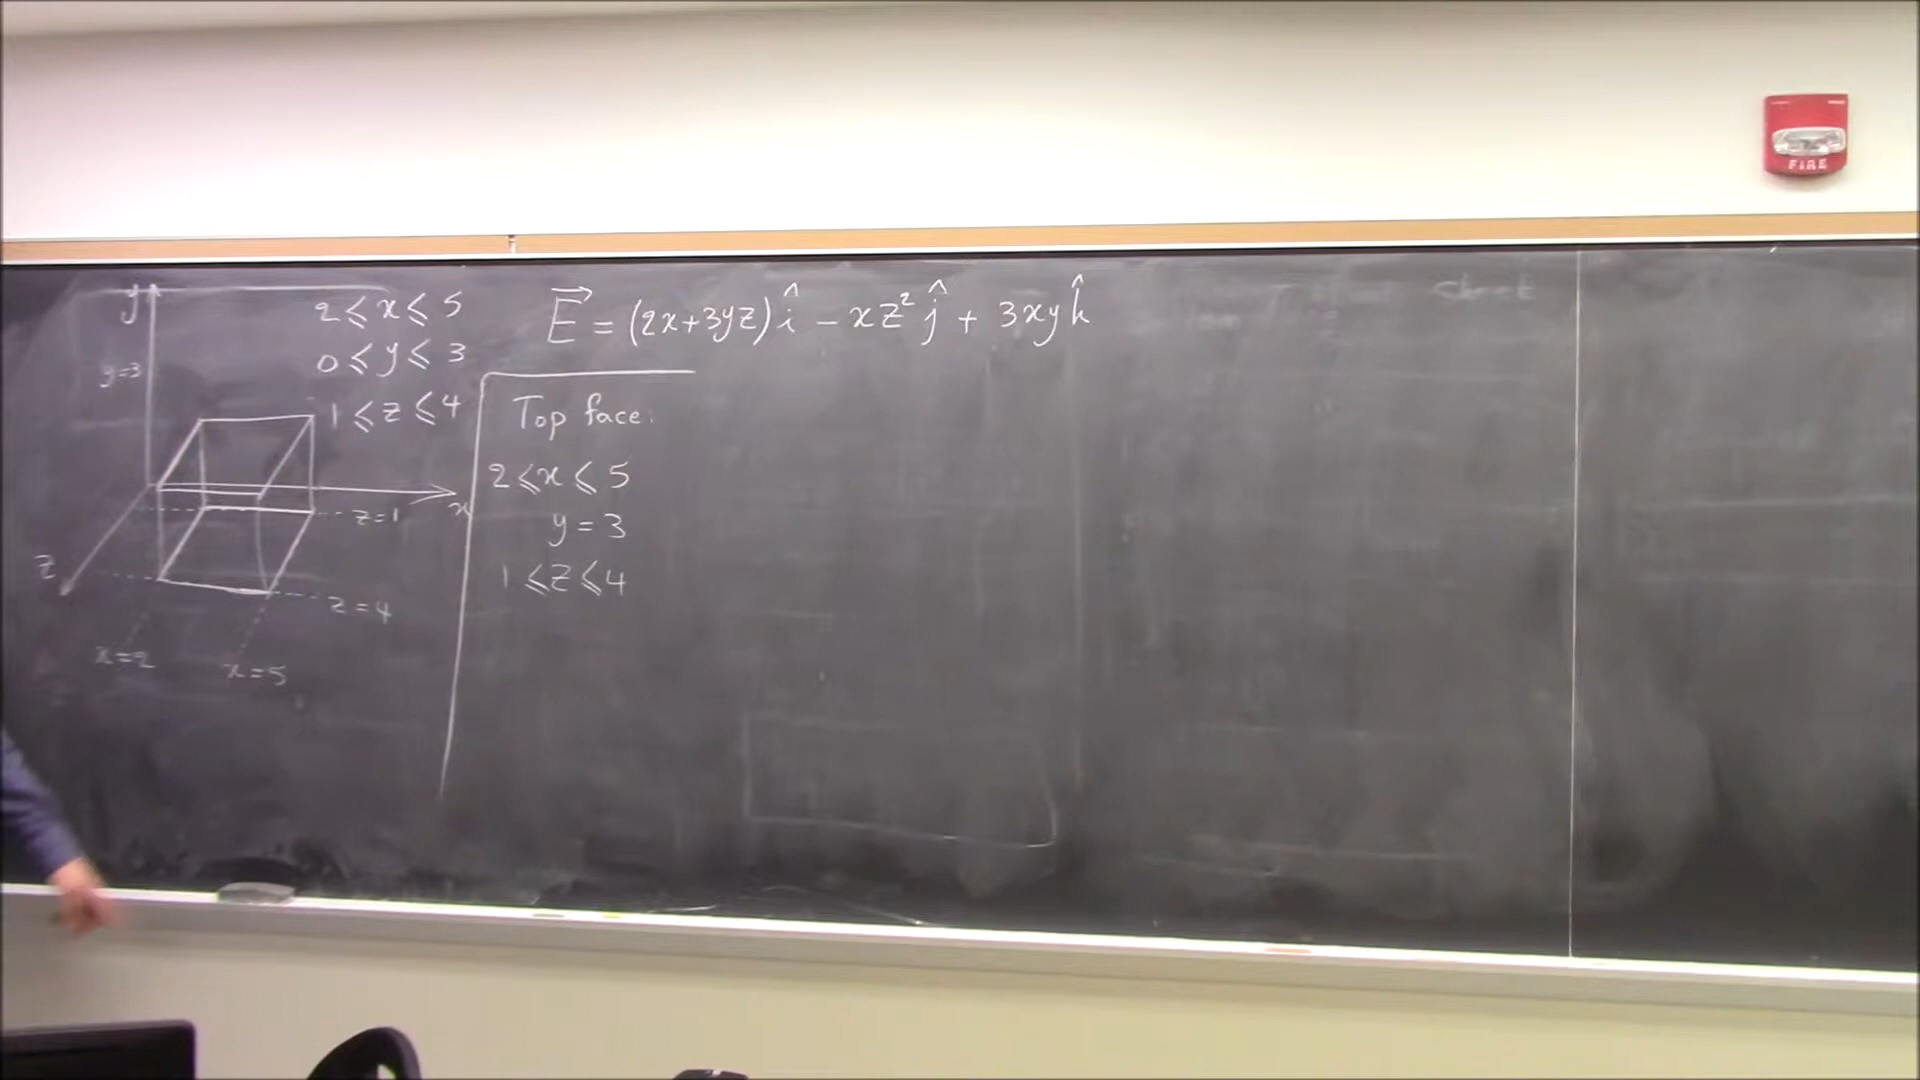 FIRE
y
2 ⩽ x ⩽ 5
0 ⩽ y ⩽ 3
1 ⩽ z ⩽ 4
y=3
x
z=1
z
z=4
x=2
x=5
E⃗ = (2x+3yz) î − xz² ĵ + 3xy k̂
Top face:
2 ⩽ x ⩽ 5
y = 3
1 ⩽ z ⩽ 4